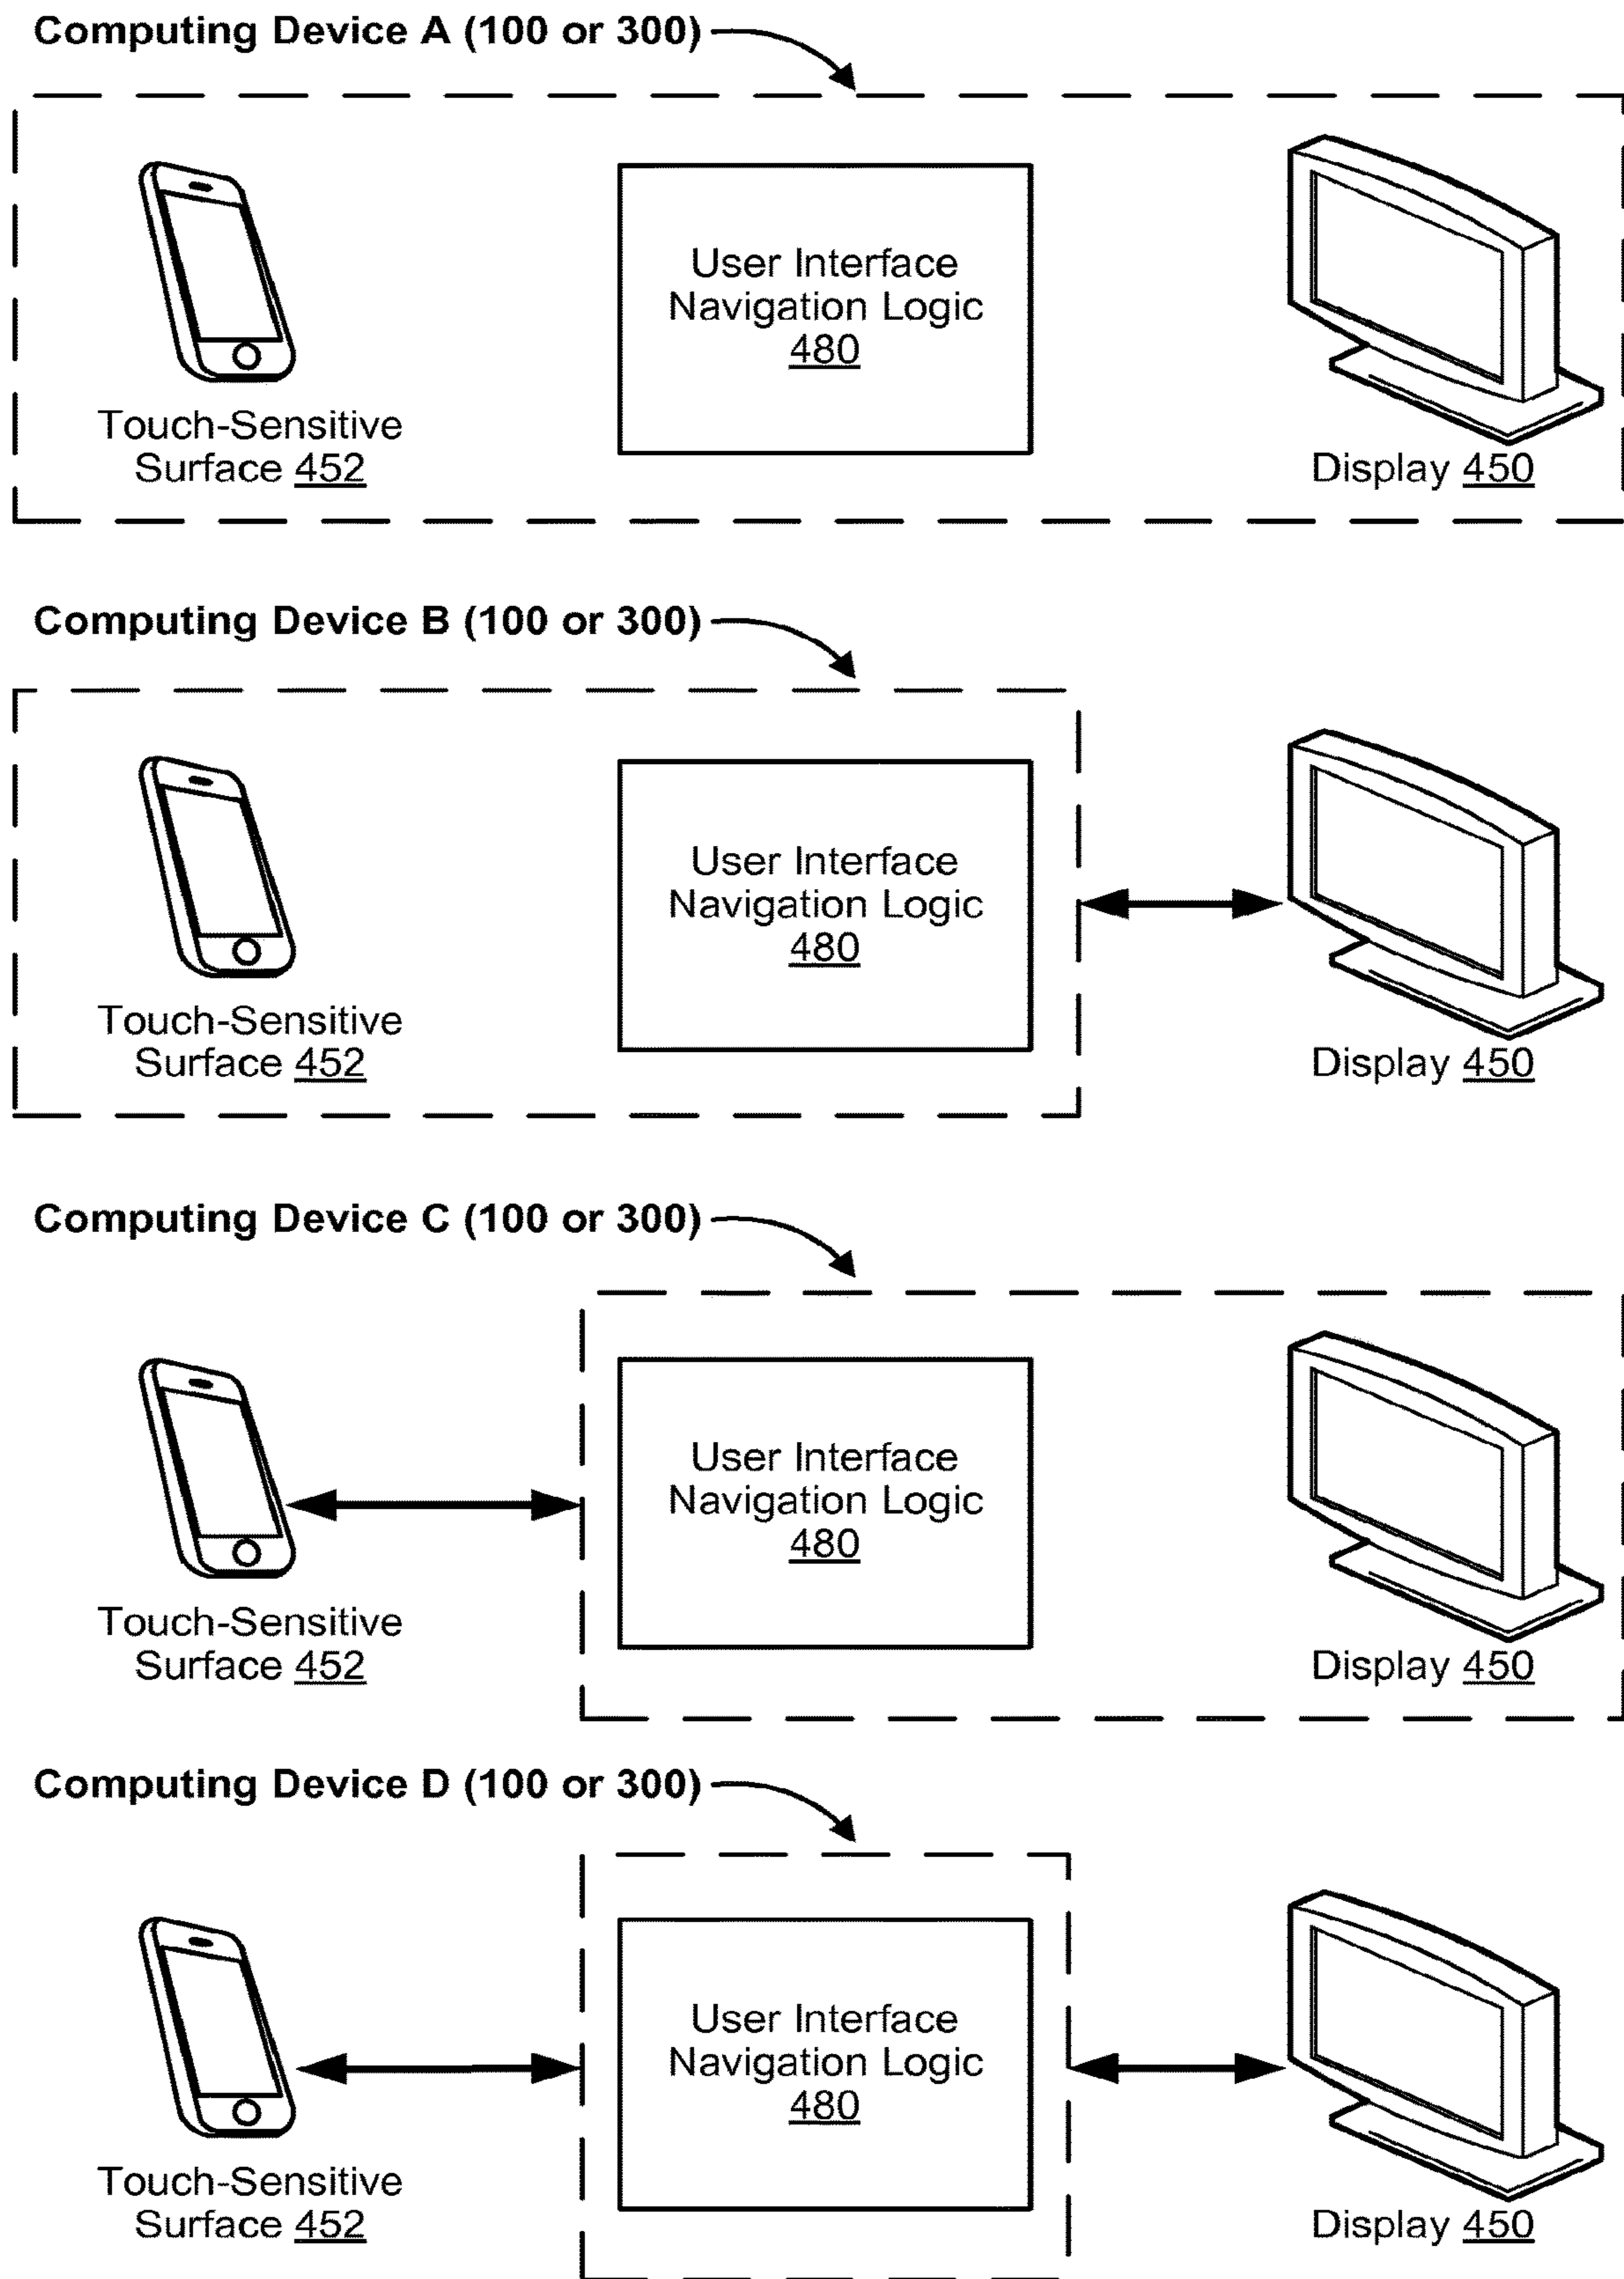 Computing Device A (100 or 300)
User Interface
Navigation Logic
480
Touch-Sensitive
Surface 452
Display 450
Computing Device B (100 or 300)
User Interface
Navigation Logic
480
Touch-Sensitive
Surface 452
Display 450
Computing Device C (100 or 300)
User Interface
Navigation Logic
480
Touch-Sensitive
Surface 452
Display 450
Computing Device D (100 or 300)
User Interface
Navigation Logic
480
Touch-Sensitive
Surface 452
Display 450